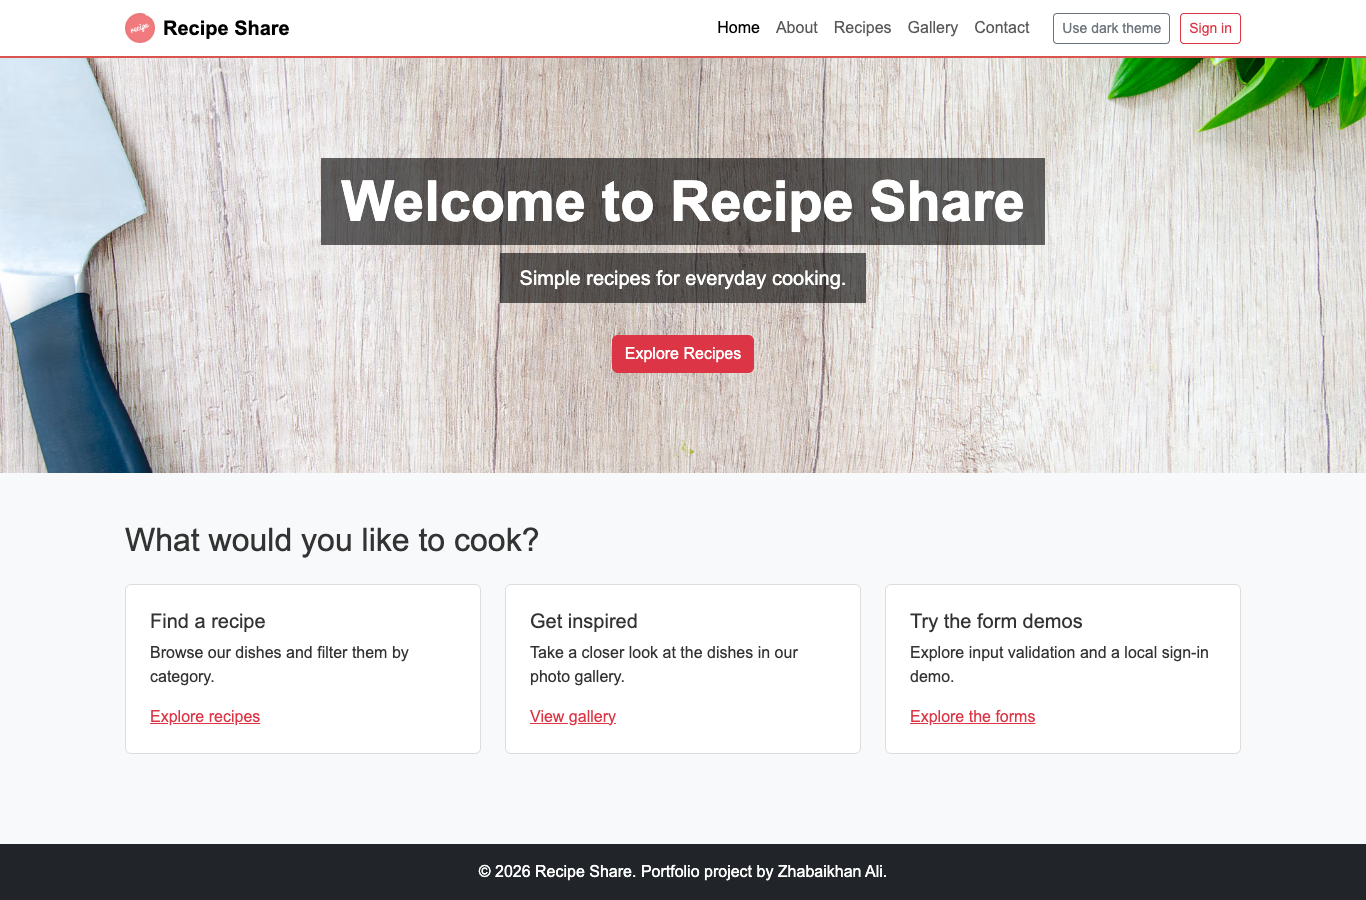 recipe
Recipe Share
Home
About
Recipes
Gallery
Contact
Use dark theme
Sign in
Welcome to Recipe Share
Simple recipes for everyday cooking.
Explore Recipes
What would you like to cook?
Find a recipe
Browse our dishes and filter them by
category.
Explore recipes
Get inspired
Take a closer look at the dishes in our
photo gallery.
View gallery
Try the form demos
Explore input validation and a local sign-in
demo.
Explore the forms
© 2026 Recipe Share. Portfolio project by Zhabaikhan Ali.